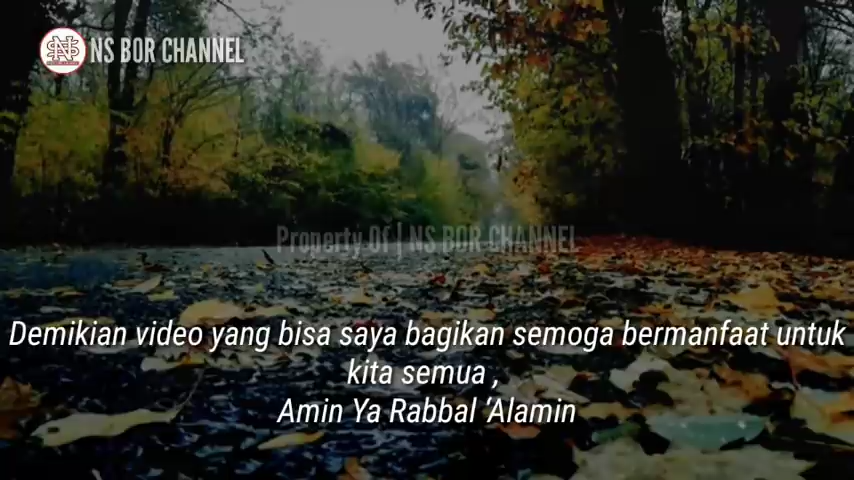 NS BOR CHANNEL
Property Of | NS BOR CHANNEL
Demikian video yang bisa saya bagikan semoga bermanfaat untuk
kita semua ,
Amin Ya Rabbal ‘Alamin